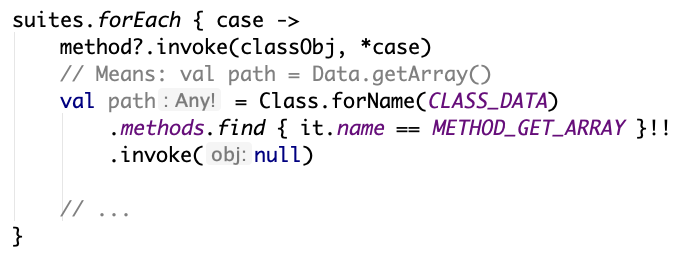 suites.forEach { case ->
    method?.invoke(classObj, *case)
    // Means: val path = Data.getArray()
    val path : Any! = Class.forName(CLASS_DATA)
        .methods.find { it.name == METHOD_GET_ARRAY }!!
        .invoke( obj: null)
    // ...
}